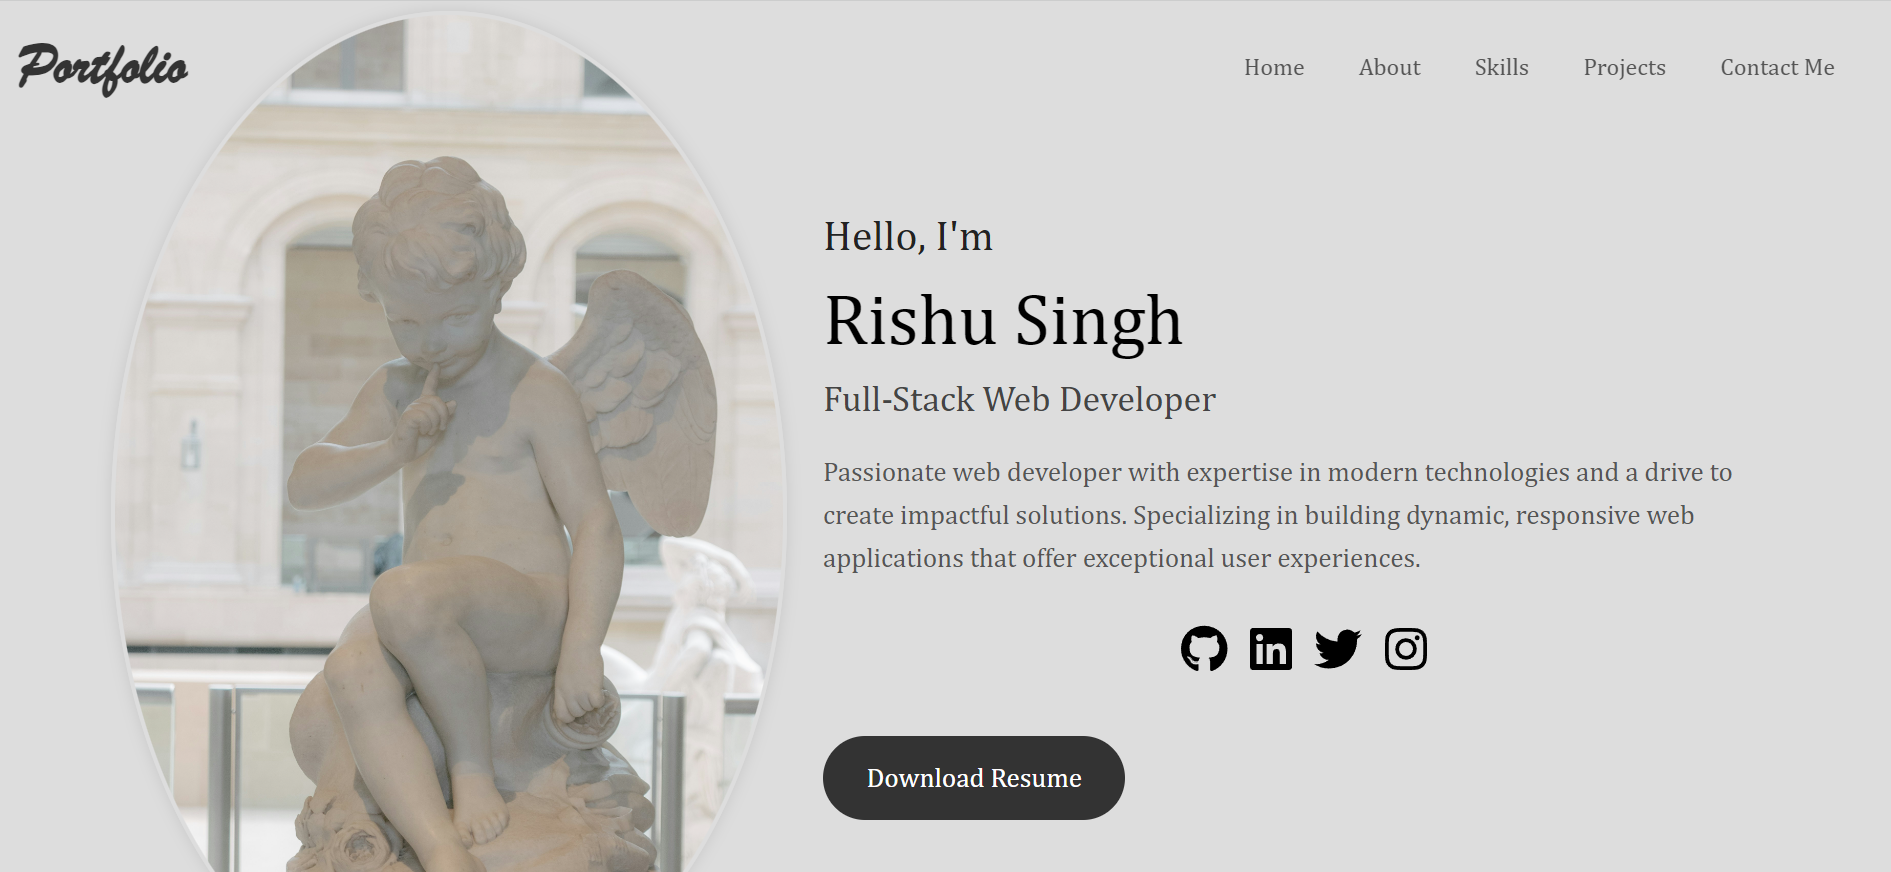 Portfolio
Home About Skills Projects Contact Me
Hello, I'm
Rishu Singh
Full-Stack Web Developer
Passionate web developer with expertise in modern technologies and a drive to
create impactful solutions. Specializing in building dynamic, responsive web
applications that offer exceptional user experiences.
in
Download Resume